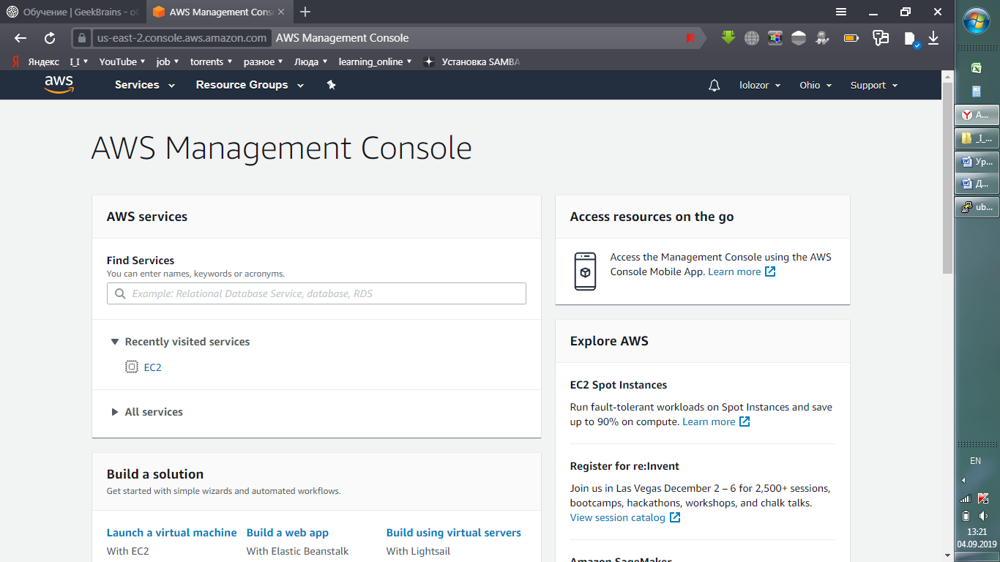 Обучение | GeekBrains - об
AWS Management Conso
us-east-2.console.aws.amazon.com AWS Management Console
Яндекс I_I YouTube job torrents разное Люда learning_online Установка SAMBA
aws Services Resource Groups lolozor Ohio Support
AWS Management Console
AWS services
Find Services
You can enter names, keywords or acronyms.
Example: Relational Database Service, database, RDS
Recently visited services
EC2
All services
Build a solution
Get started with simple wizards and automated workflows.
Launch a virtual machine
With EC2
Build a web app
With Elastic Beanstalk
Build using virtual servers
With Lightsail
Access resources on the go
Access the Management Console using the AWS
Console Mobile App. Learn more
Explore AWS
EC2 Spot Instances
Run fault-tolerant workloads on Spot Instances and save
up to 90% on compute. Learn more
Register for re:Invent
Join us in Las Vegas December 2 – 6 for 2,500+ sessions,
bootcamps, hackathons, workshops, and chalk talks.
View session catalog
Amazon SageMaker
A...
_I_...
Ур...
Д...
ub...
EN
13:21
04.09.2019